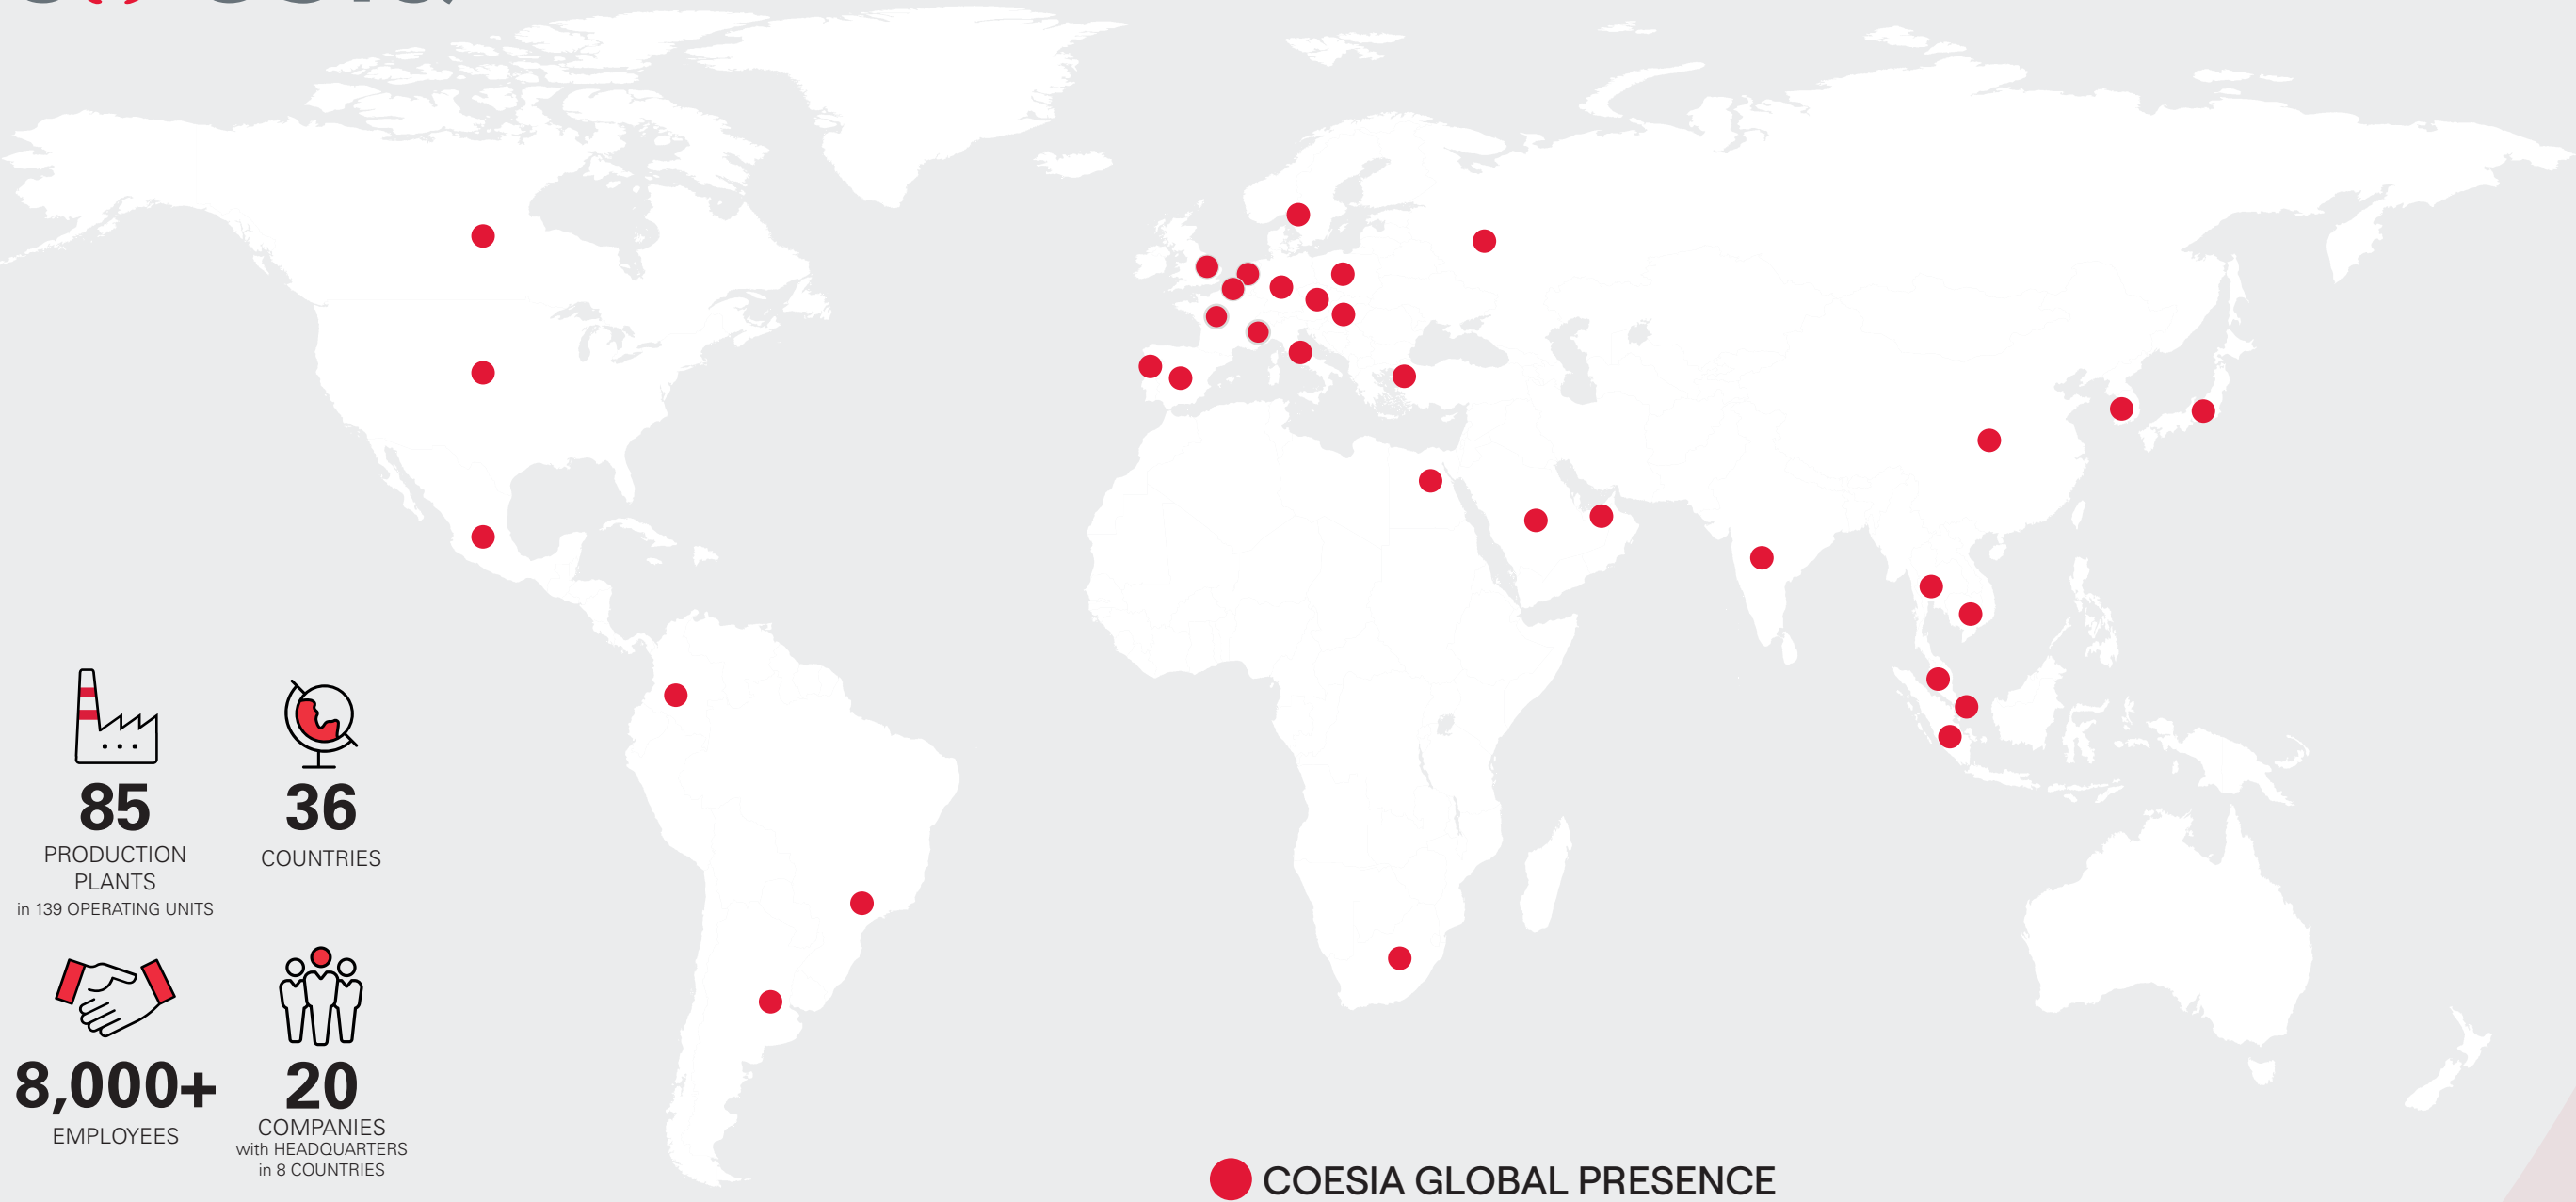 85
PRODUCTION
PLANTS
in 139 OPERATING UNITS
36
COUNTRIES
8,000+
EMPLOYEES
20
COMPANIES
with HEADQUARTERS
in 8 COUNTRIES
COESIA GLOBAL PRESENCE